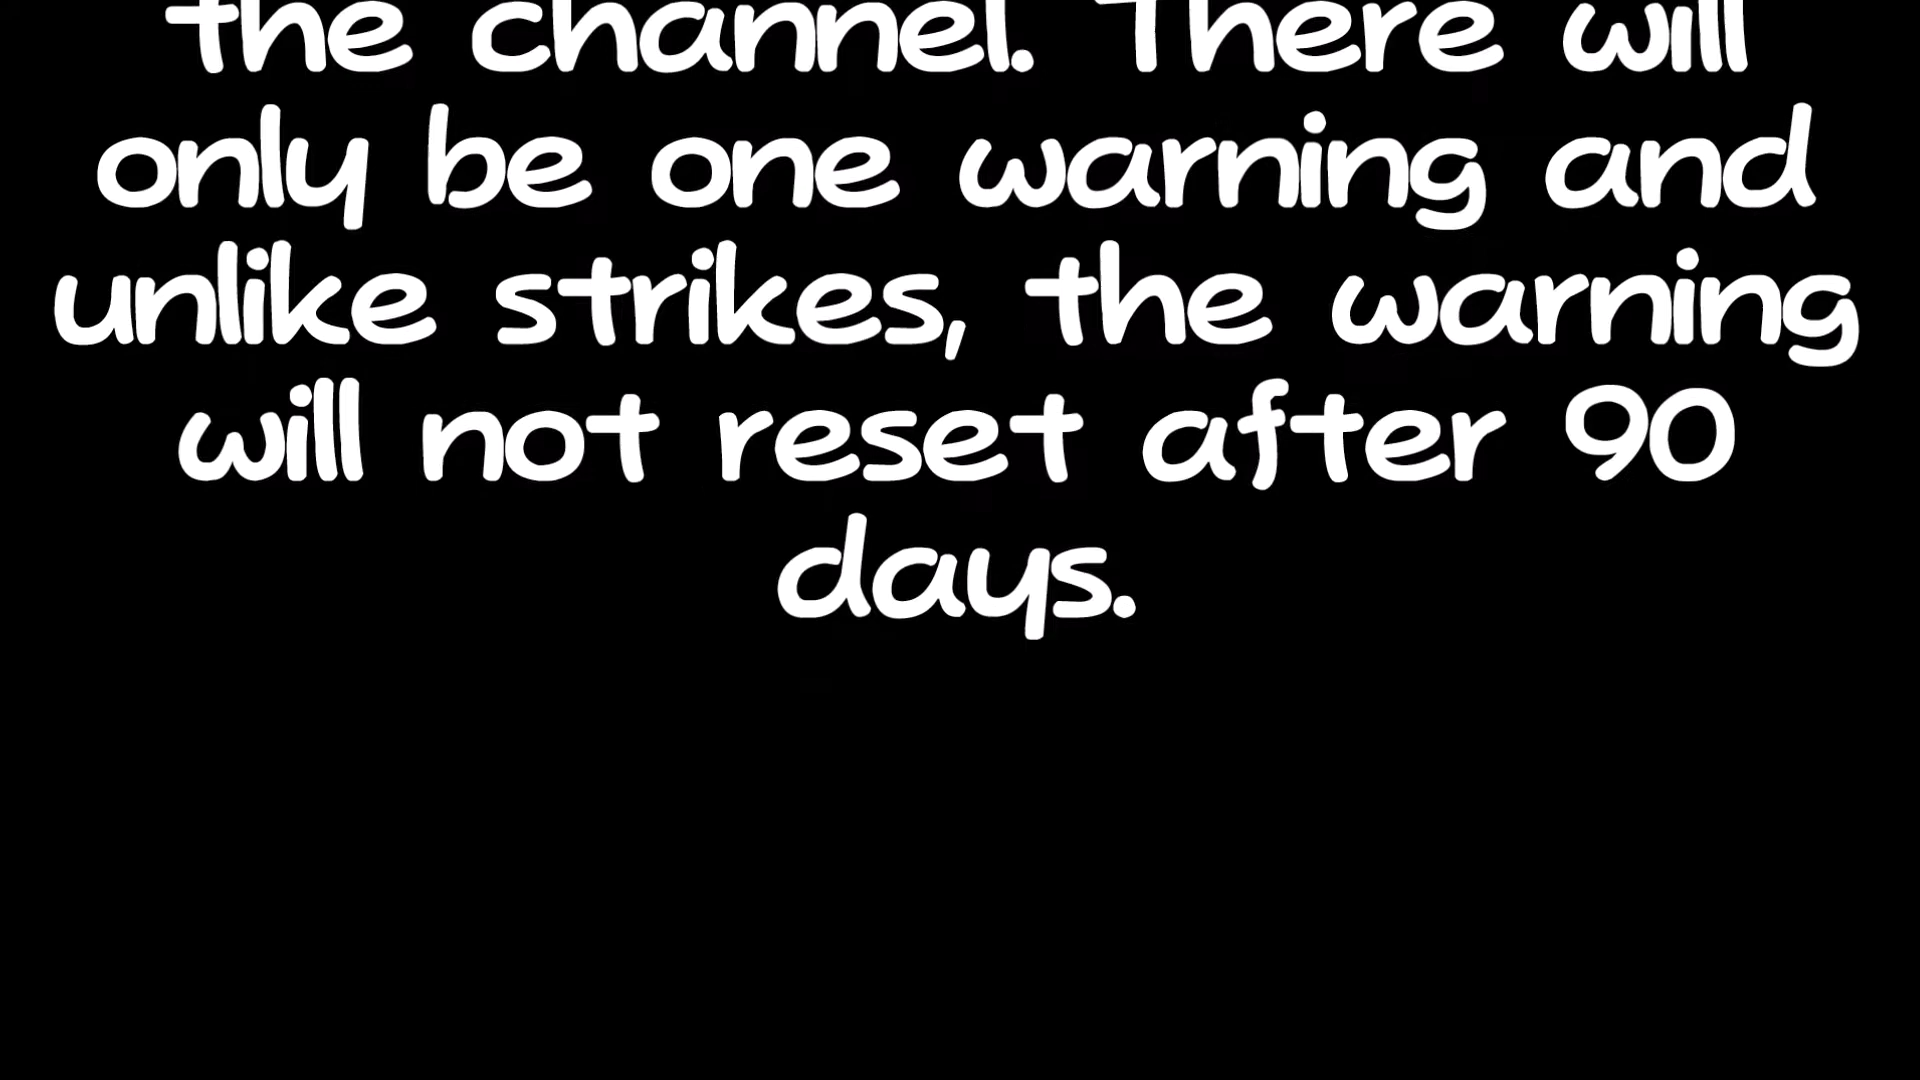 the channel. There will
only be one warning and
unlike strikes, the warning
will not reset after 90
days.